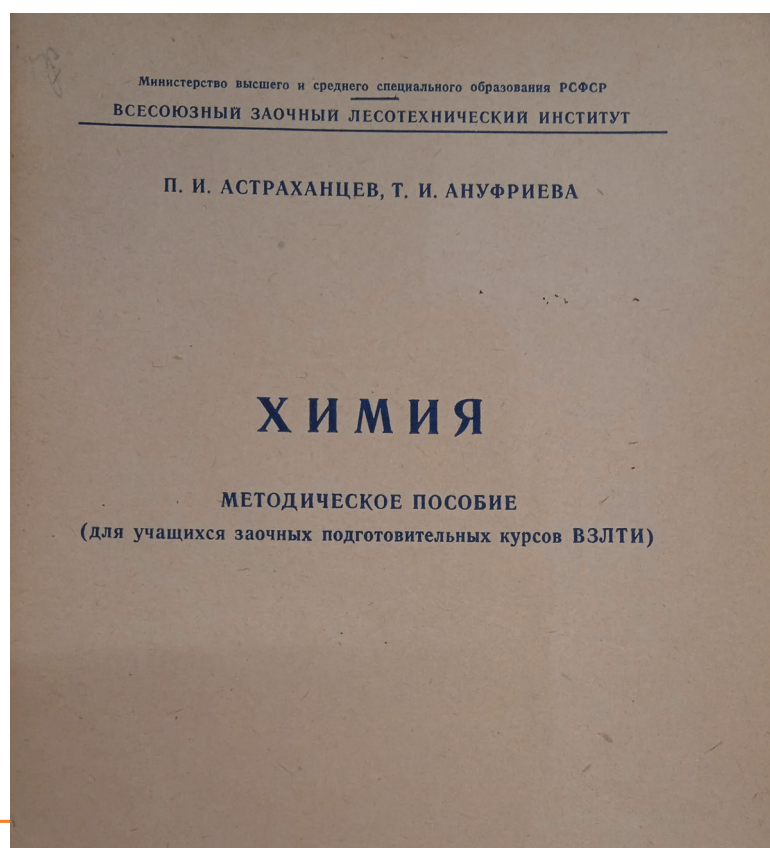 Министерство высшего и среднего специального образования РСФСР
ВСЕСОЮЗНЫЙ ЗАОЧНЫЙ ЛЕСОТЕХНИЧЕСКИЙ ИНСТИТУТ
П. И. АСТРАХАНЦЕВ, Т. И. АНУФРИЕВА
ХИМИЯ
МЕТОДИЧЕСКОЕ ПОСОБИЕ
(для учащихся заочных подготовительных курсов ВЗЛТИ)